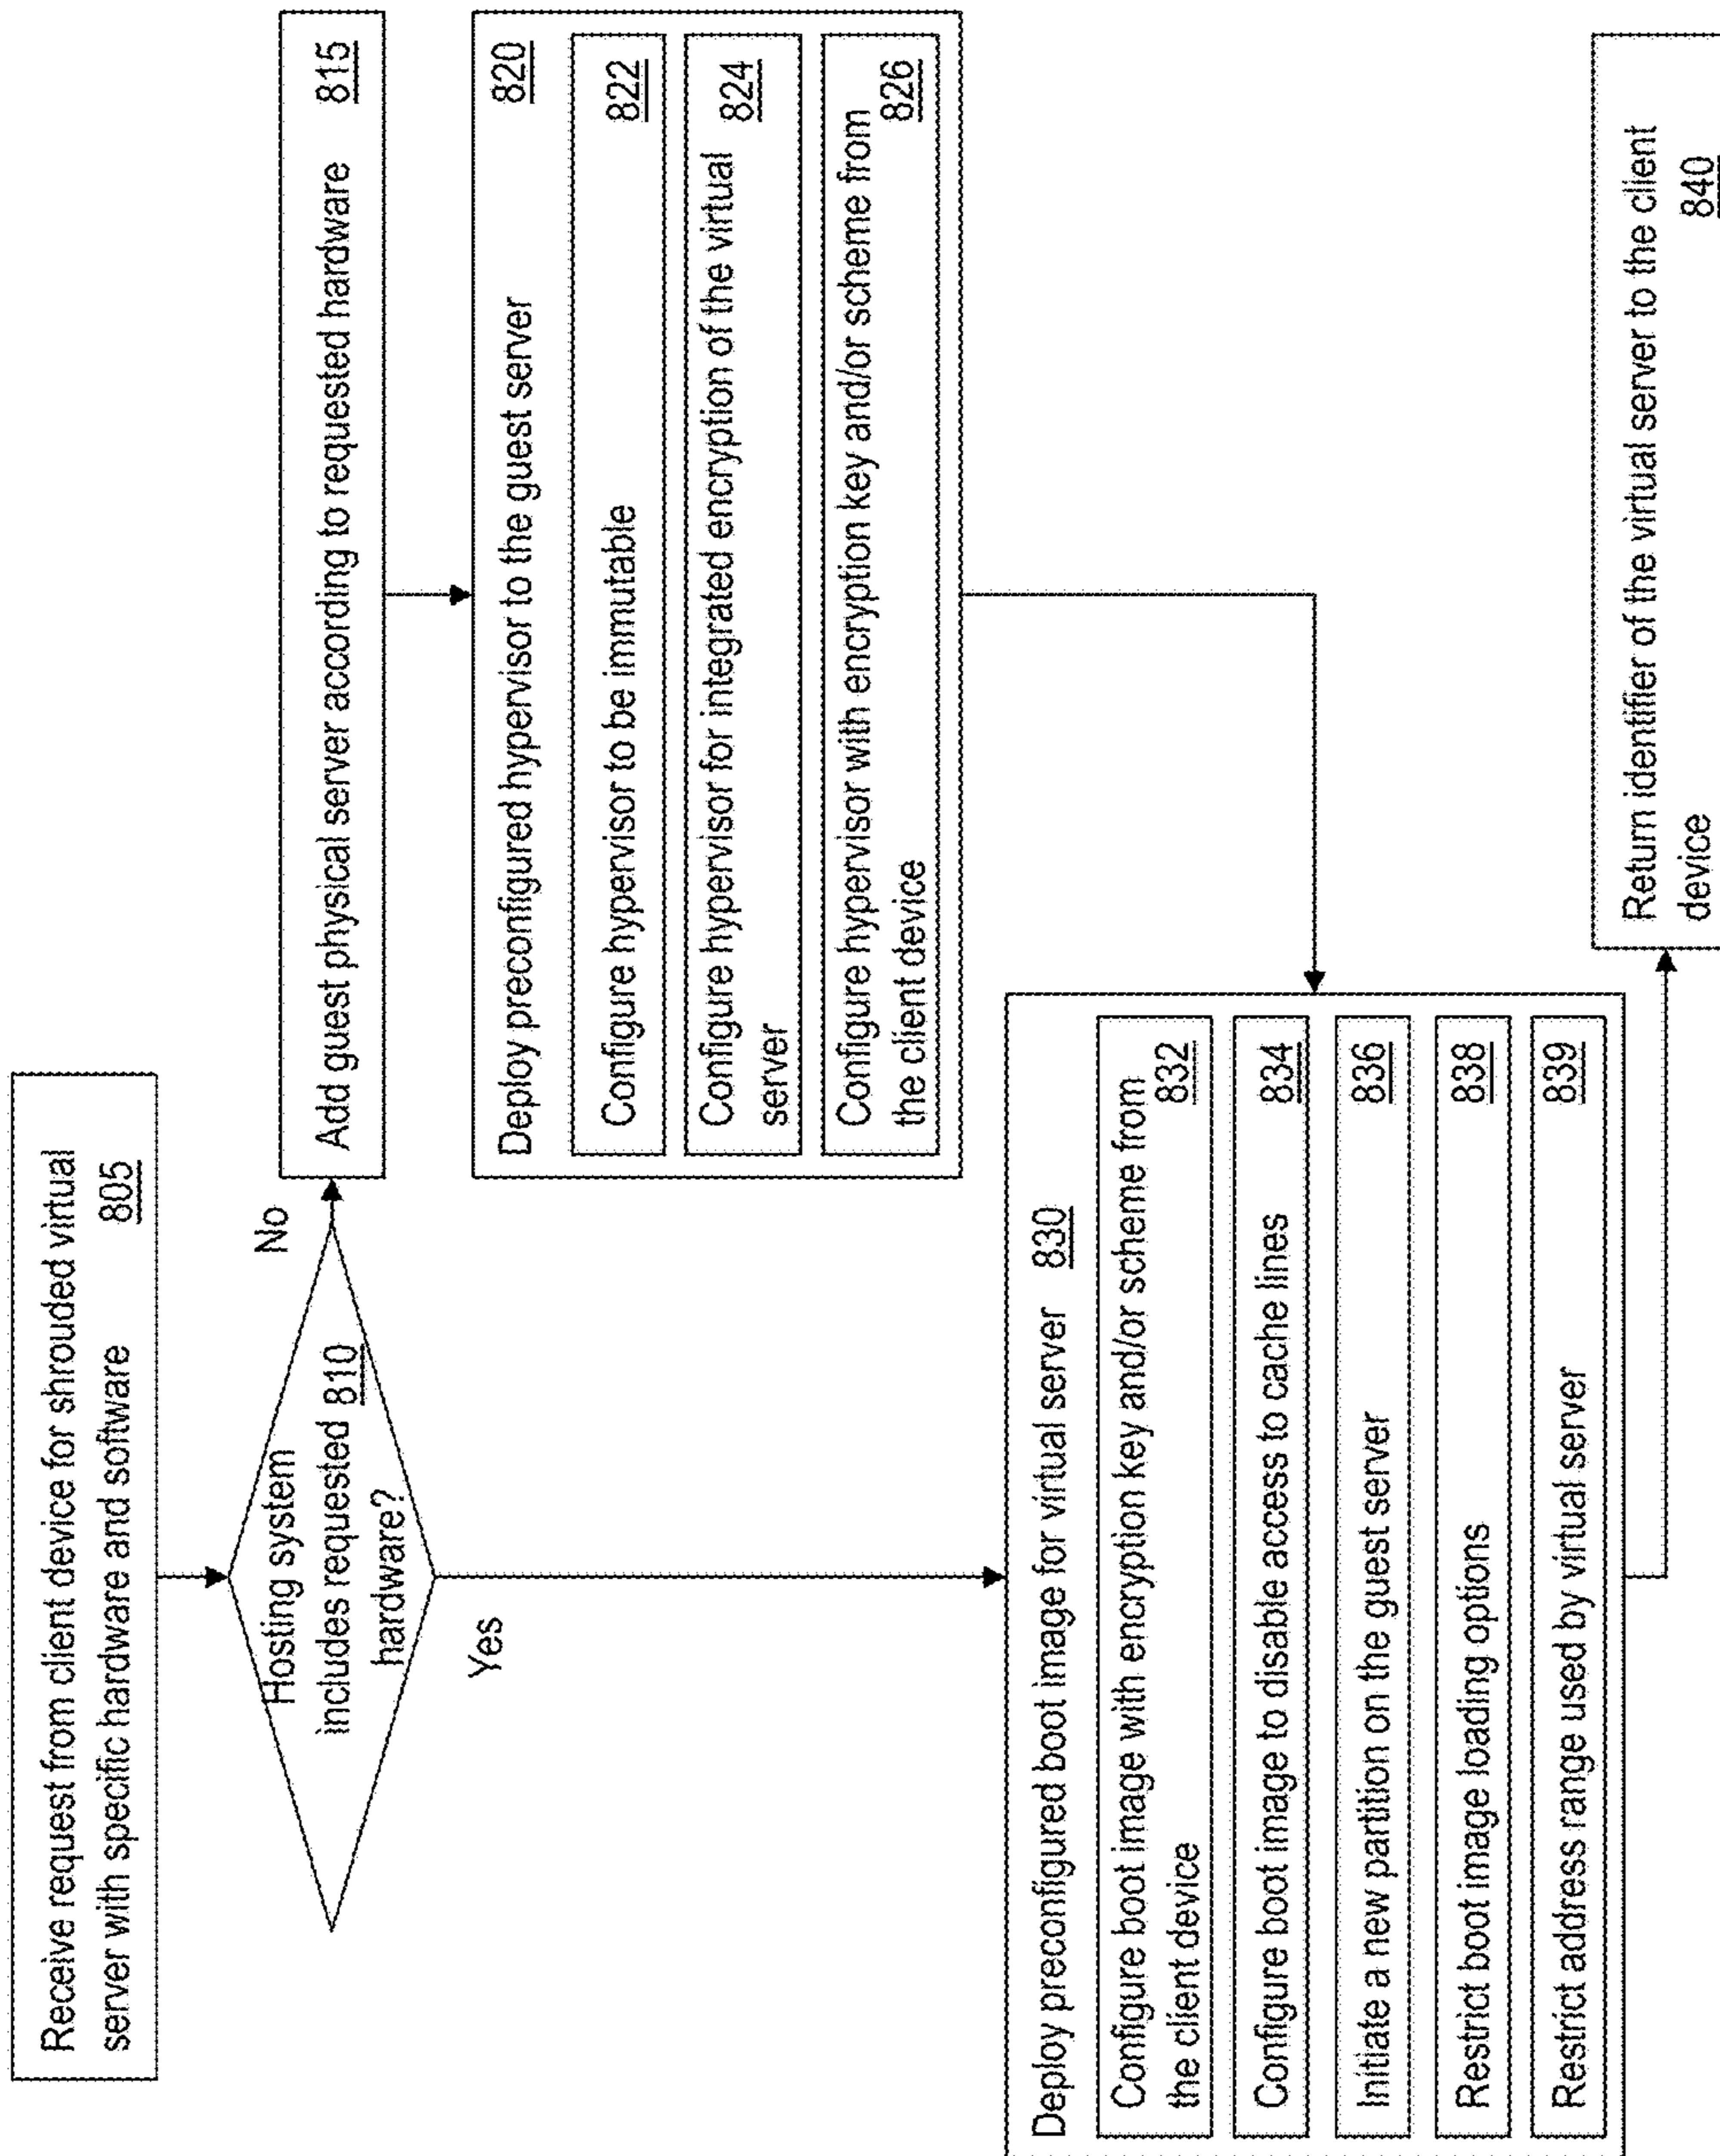 Receive request from client device for shrouded virtual
server with specific hardware and software 805
Hosting system
includes requested 810
hardware?
No
Yes
Add guest physical server according to requested hardware 815
Deploy preconfigured hypervisor to the guest server 820
Configure hypervisor to be immutable 822
Configure hypervisor for integrated encryption of the virtual
server 824
Configure hypervisor with encryption key and/or scheme from
the client device 826
Deploy preconfigured boot image for virtual server 830
Configure boot image with encryption key and/or scheme from
the client device 832
Configure boot image to disable access to cache lines 834
Initiate a new partition on the guest server 836
Restrict boot image loading options 838
Restrict address range used by virtual server 839
Return identifier of the virtual server to the client
device 840